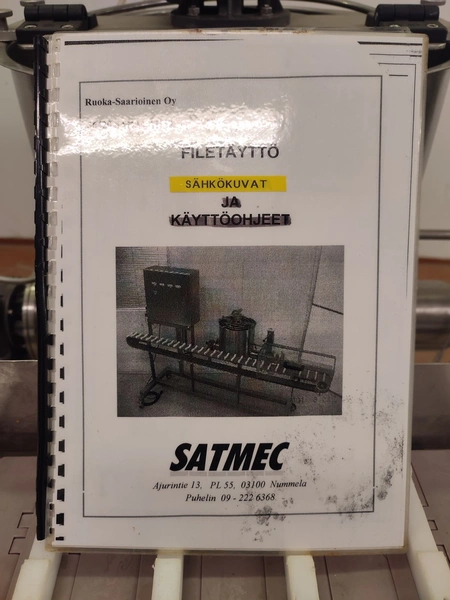 Ruoka-Saarioinen Oy
FILETÄYTTÖ
SÄHKÖKUVAT
JA
KÄYTTÖOHJEET
SATMEC
Ajurintie 13, PL 55, 03100 Nummela
Puhelin 09 - 222 6368